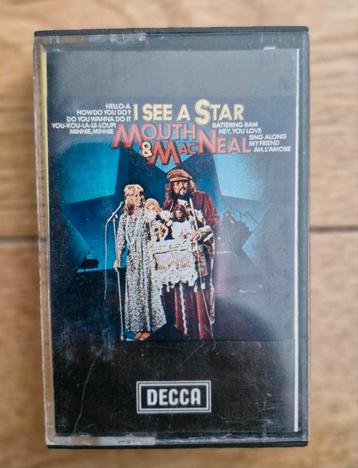 HELLO-A
HOW DO YOU DO?
DO YOU WANNA DO IT
YOU-KOU-LA-LE-LOUPI
MINNIE, MINNIE
I SEE A STAR
MOUTH
& MACNEAL
BATTERING RAM
HEY, YOU LOVE
SING ALONG
MY FRIEND
AH, L'AMORE
DECCA